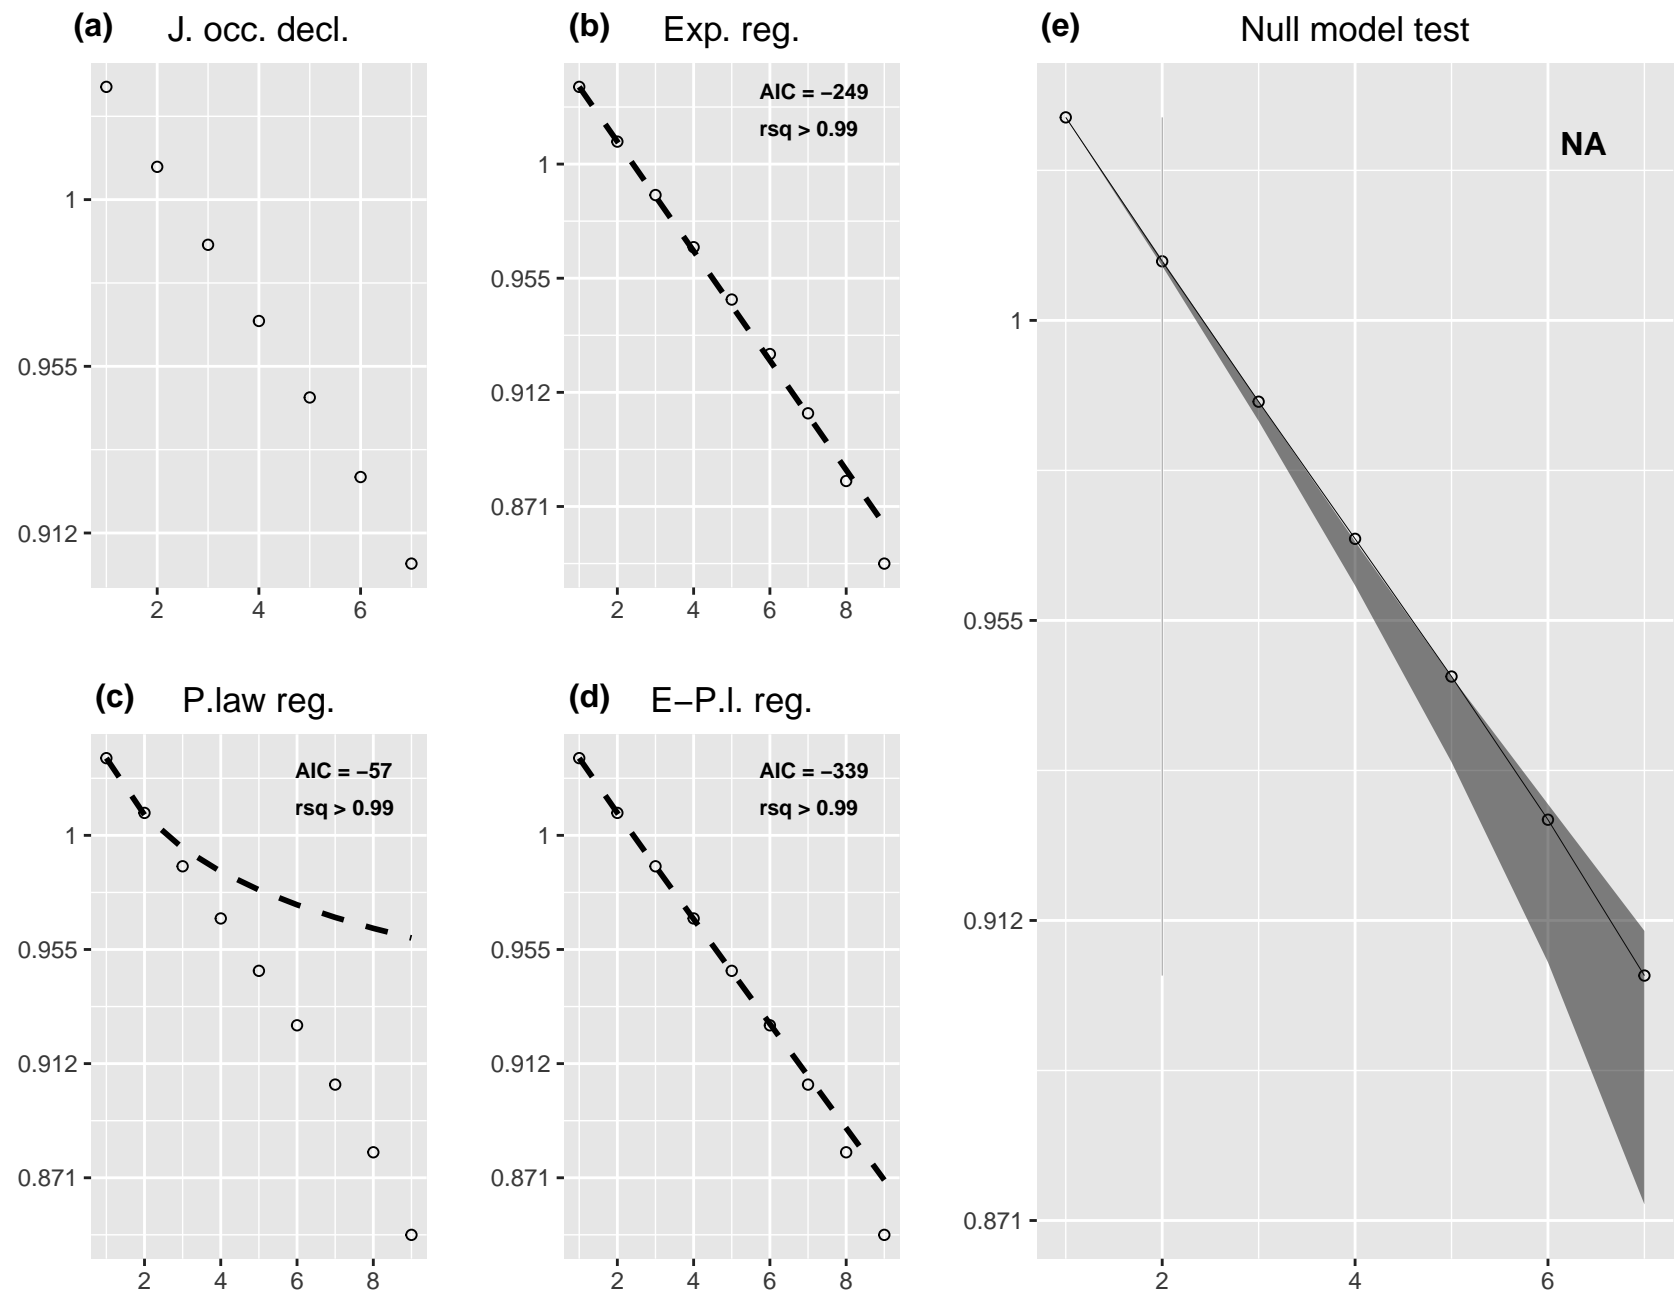 (a) J. occ. decl.
1
0.955
0.912
2 4 6
(b) Exp. reg.
AIC = −249
rsq > 0.99
1
0.955
0.912
0.871
2 4 6 8
(c) P.law reg.
AIC = −57
rsq > 0.99
1
0.955
0.912
0.871
2 4 6 8
(d) E−P.l. reg.
AIC = −339
rsq > 0.99
1
0.955
0.912
0.871
2 4 6 8
(e) Null model test
NA
1
0.955
0.912
0.871
2 4 6